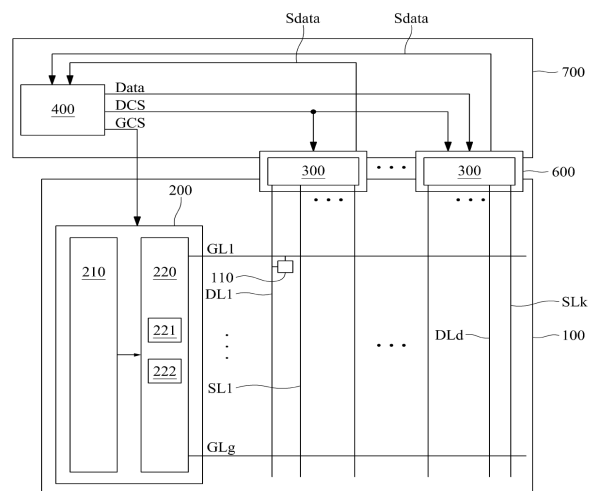 Sdata
Sdata
700
Data
DCS
GCS
400
300
. . .
300
600
200
. . .
. . .
GL1
210
220
110
DL1
SLk
221
DLd
100
222
. . .
SL1
GLg